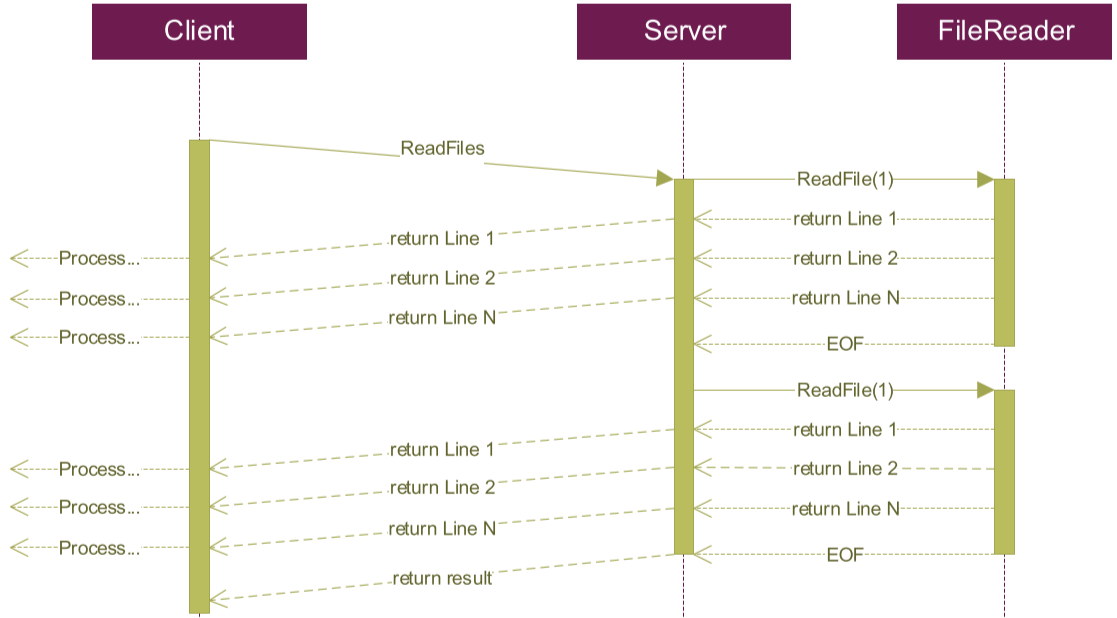 Client
Server
FileReader
ReadFiles
ReadFile(1)
return Line 1
return Line 1
Process...
return Line 2
return Line 2
Process...
return Line N
return Line N
Process...
EOF
ReadFile(1)
return Line 1
return Line 1
Process...
return Line 2
return Line 2
Process...
return Line N
return Line N
Process...
EOF
return result